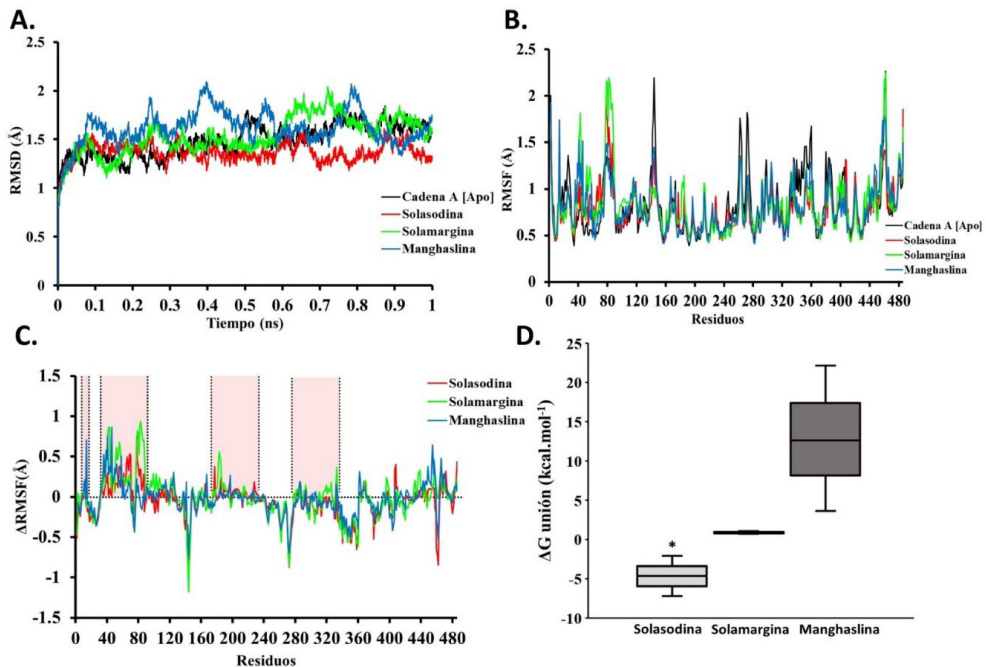 A.
2.5
2
1.5
1
0.5
0
RMSD (Å)
0 0.1 0.2 0.3 0.4 0.5 0.6 0.7 0.8 0.9 1
Tiempo (ns)
Cadena A [Apo]
Solasodina
Solamargina
Manghaslina
B.
2.5
2
1.5
1
0.5
0
RMSF (Å)
0 40 80 120 160 200 240 280 320 360 400 440 480
Residuos
Cadena A [Apo]
Solasodina
Solamargina
Manghaslina
C.
1.5
1
0.5
0
-0.5
-1
-1.5
ΔRMSF(Å)
0 40 80 120 160 200 240 280 320 360 400 440 480
Residuos
Solasodina
Solamargina
Manghaslina
D.
25
20
15
10
5
0
-5
-10
ΔG unión (kcal.mol⁻¹)
*
Solasodina Solamargina Manghaslina